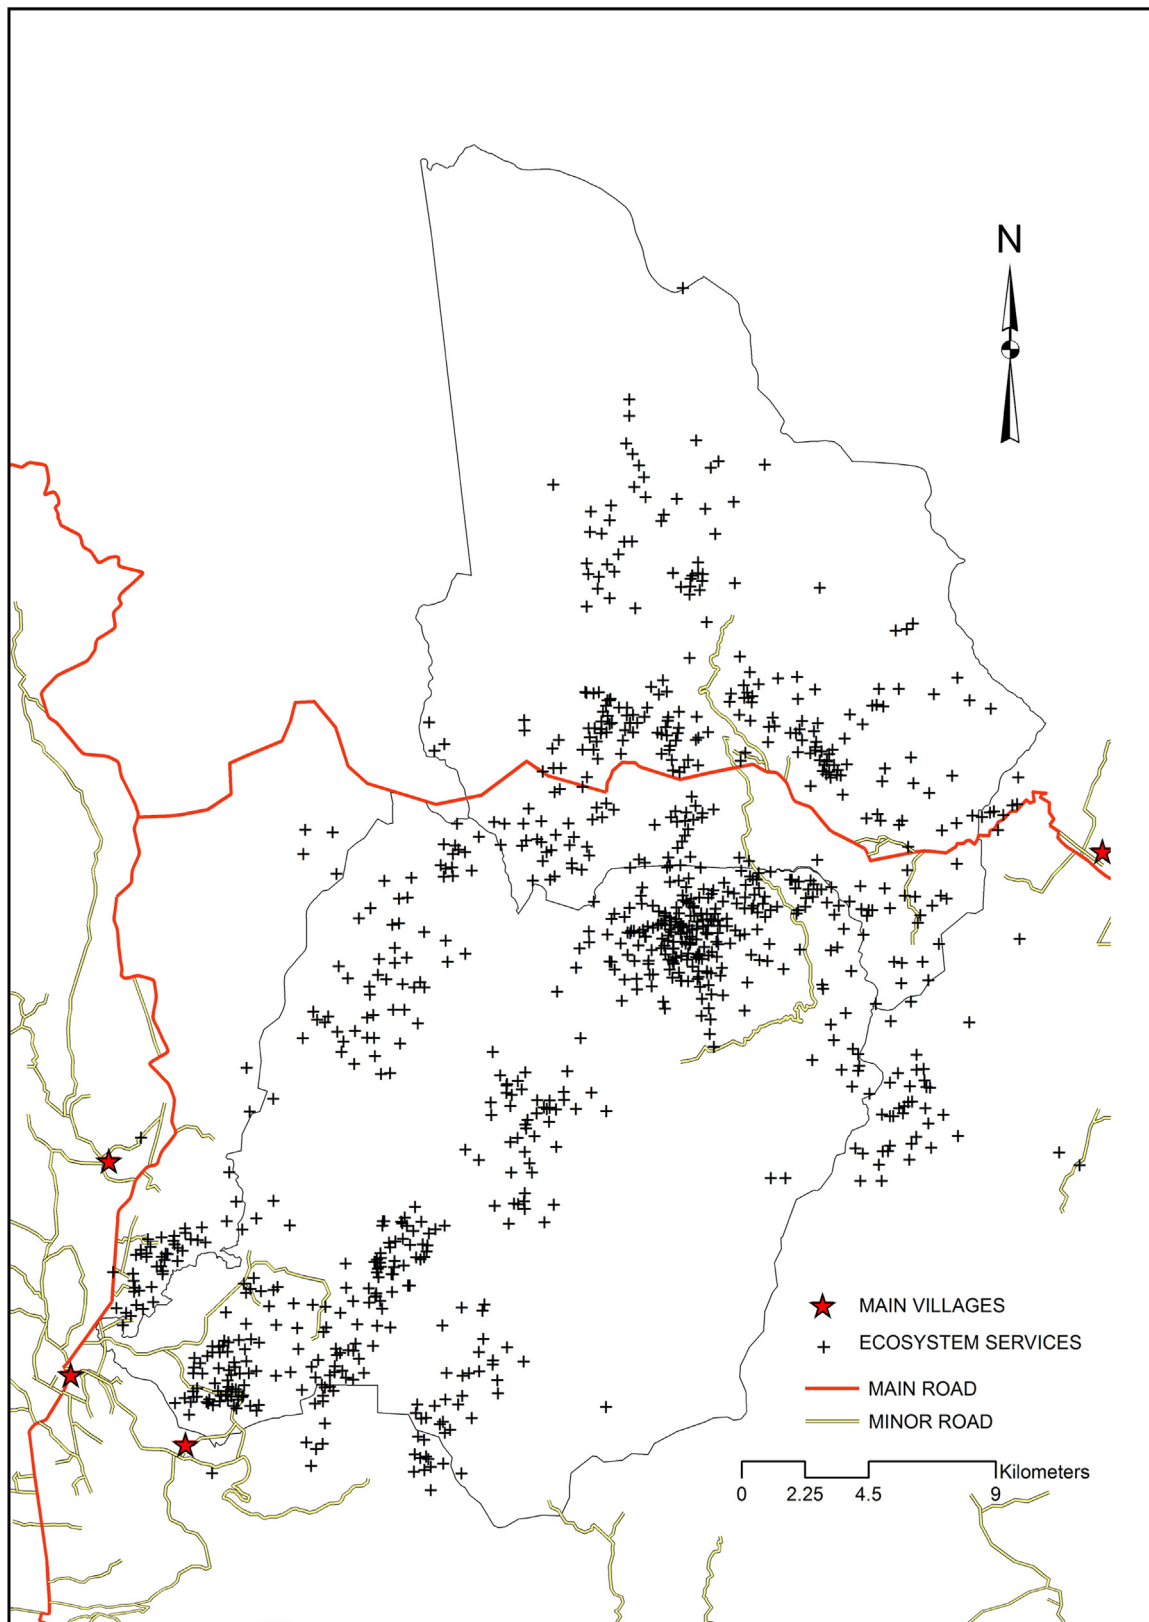 N
MAIN VILLAGES
ECOSYSTEM SERVICES
MAIN ROAD
MINOR ROAD
Kilometers
0 2.25 4.5 9